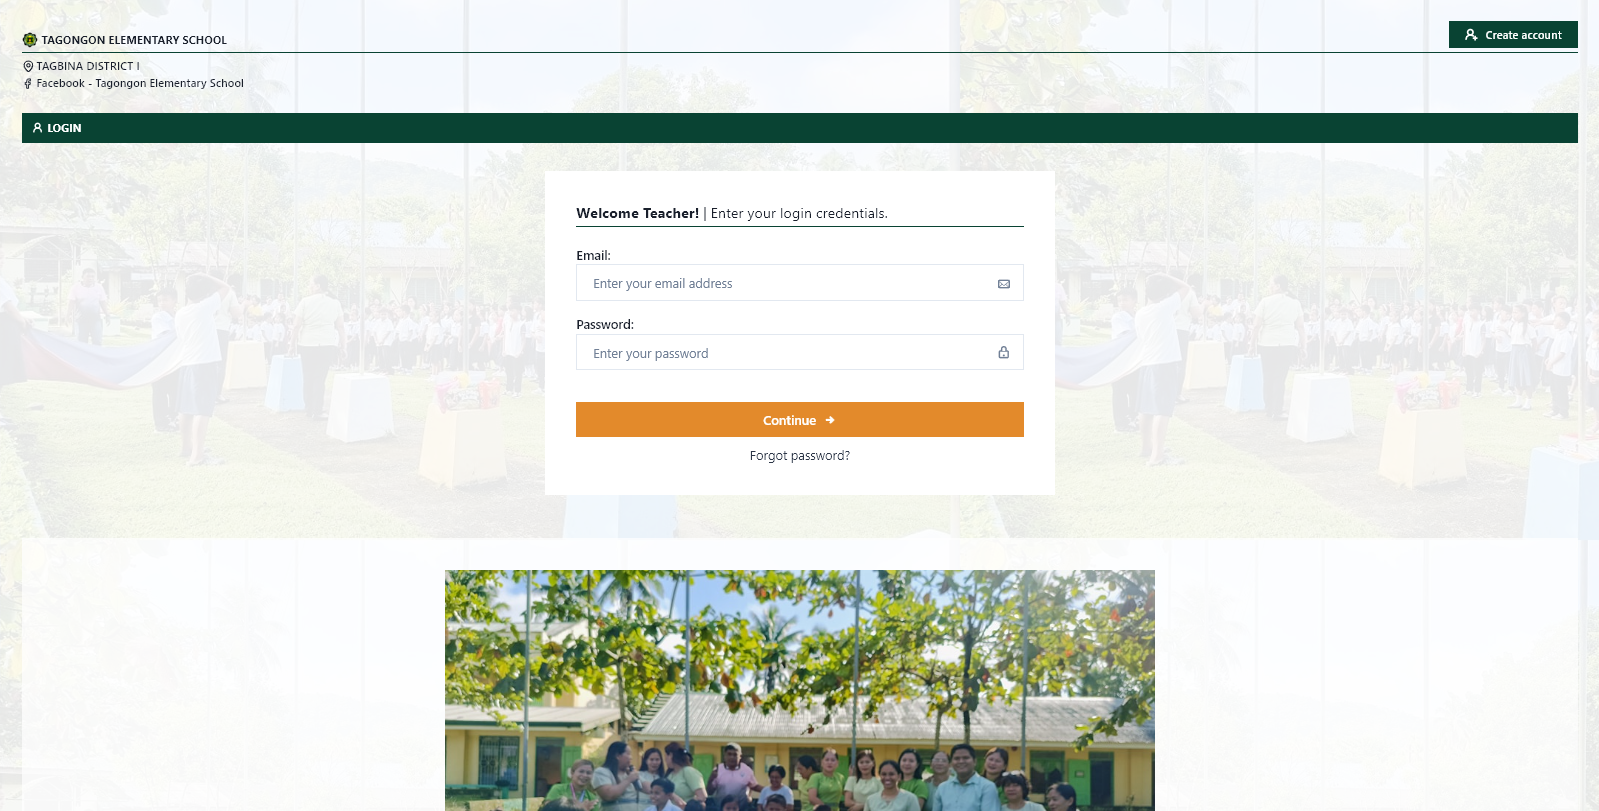 TAGONGON ELEMENTARY SCHOOL
Create account
TAGBINA DISTRICT I
Facebook - Tagongon Elementary School
LOGIN
Welcome Teacher! | Enter your login credentials.
Email:
Enter your email address
Password:
Enter your password
Continue
Forgot password?